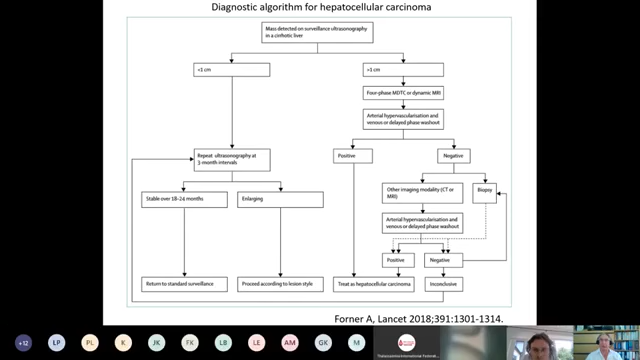 Diagnostic algorithm for hepatocellular carcinoma
Mass detected on surveillance ultrasonography
in a cirrhotic liver
<1 cm
>1 cm
Four-phase MDTC or dynamic MRI
Arterial hypervascularisation and
venous or delayed phase washout
Repeat ultrasonography at
3-month intervals
Positive
Negative
Stable over 18–24 months
Enlarging
Other imaging modality (CT or
MRI)
Biopsy
Arterial hypervascularisation and
venous or delayed phase washout
Positive
Negative
Return to standard surveillance
Proceed according to lesion style
Treat as hepatocellular carcinoma
Inconclusive
Forner A, Lancet 2018;391:1301-1314.
+12
LP
PL
K
JK
FK
LB
LE
AM
GK
M